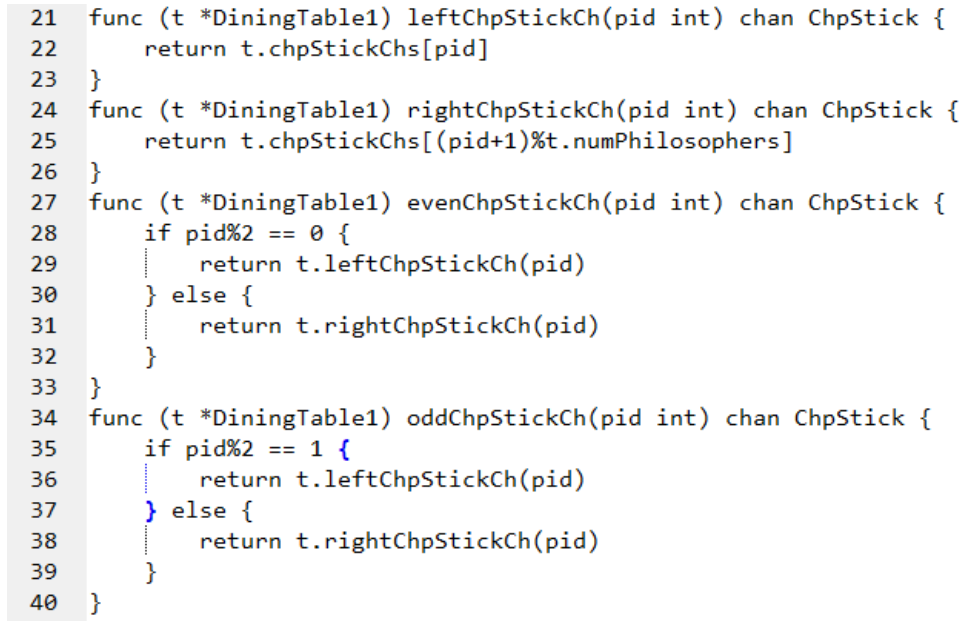 21 func (t *DiningTable1) leftChpStickCh(pid int) chan ChpStick {
22     return t.chpStickChs[pid]
23 }
24 func (t *DiningTable1) rightChpStickCh(pid int) chan ChpStick {
25     return t.chpStickChs[(pid+1)%t.numPhilosophers]
26 }
27 func (t *DiningTable1) evenChpStickCh(pid int) chan ChpStick {
28     if pid%2 == 0 {
29         return t.leftChpStickCh(pid)
30     } else {
31         return t.rightChpStickCh(pid)
32     }
33 }
34 func (t *DiningTable1) oddChpStickCh(pid int) chan ChpStick {
35     if pid%2 == 1 {
36         return t.leftChpStickCh(pid)
37     } else {
38         return t.rightChpStickCh(pid)
39     }
40 }